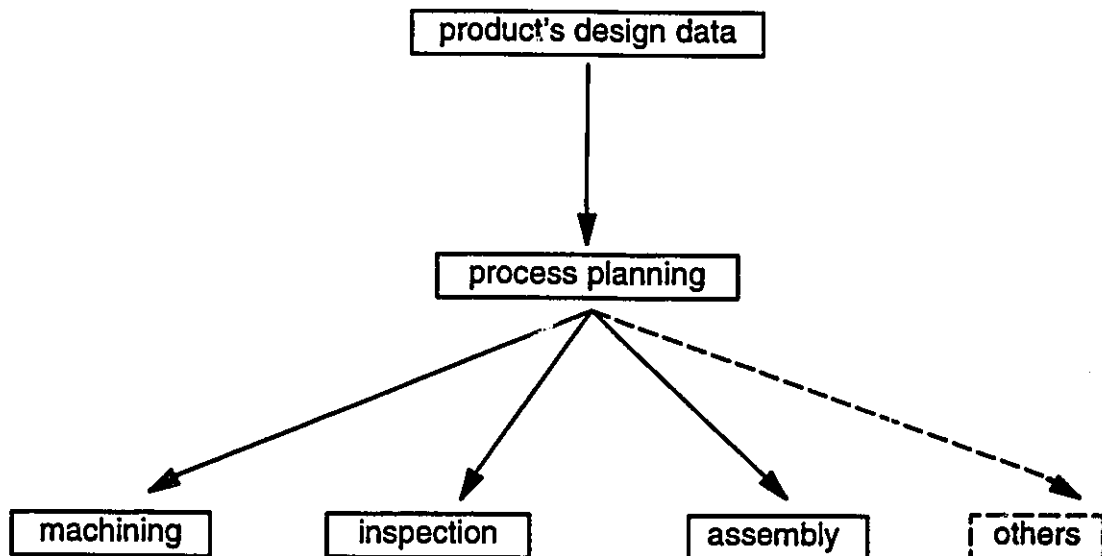 product's design data
process planning
machining
inspection
assembly
others